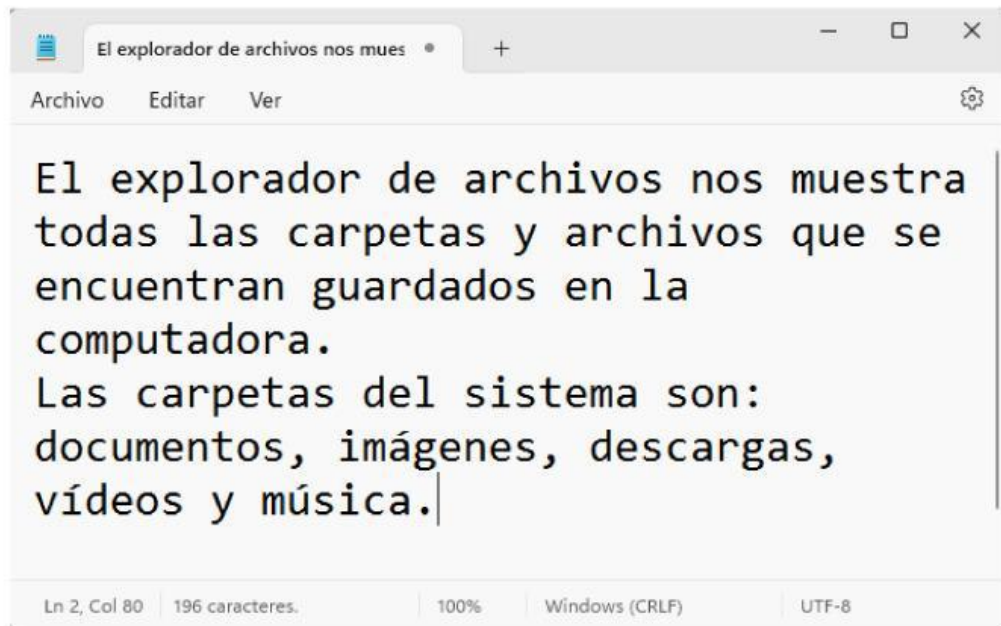 El explorador de archivos nos mues
Archivo Editar Ver
El explorador de archivos nos muestra
todas las carpetas y archivos que se
encuentran guardados en la
computadora.
Las carpetas del sistema son:
documentos, imágenes, descargas,
vídeos y música.
Ln 2, Col 80 196 caracteres. 100% Windows (CRLF) UTF-8